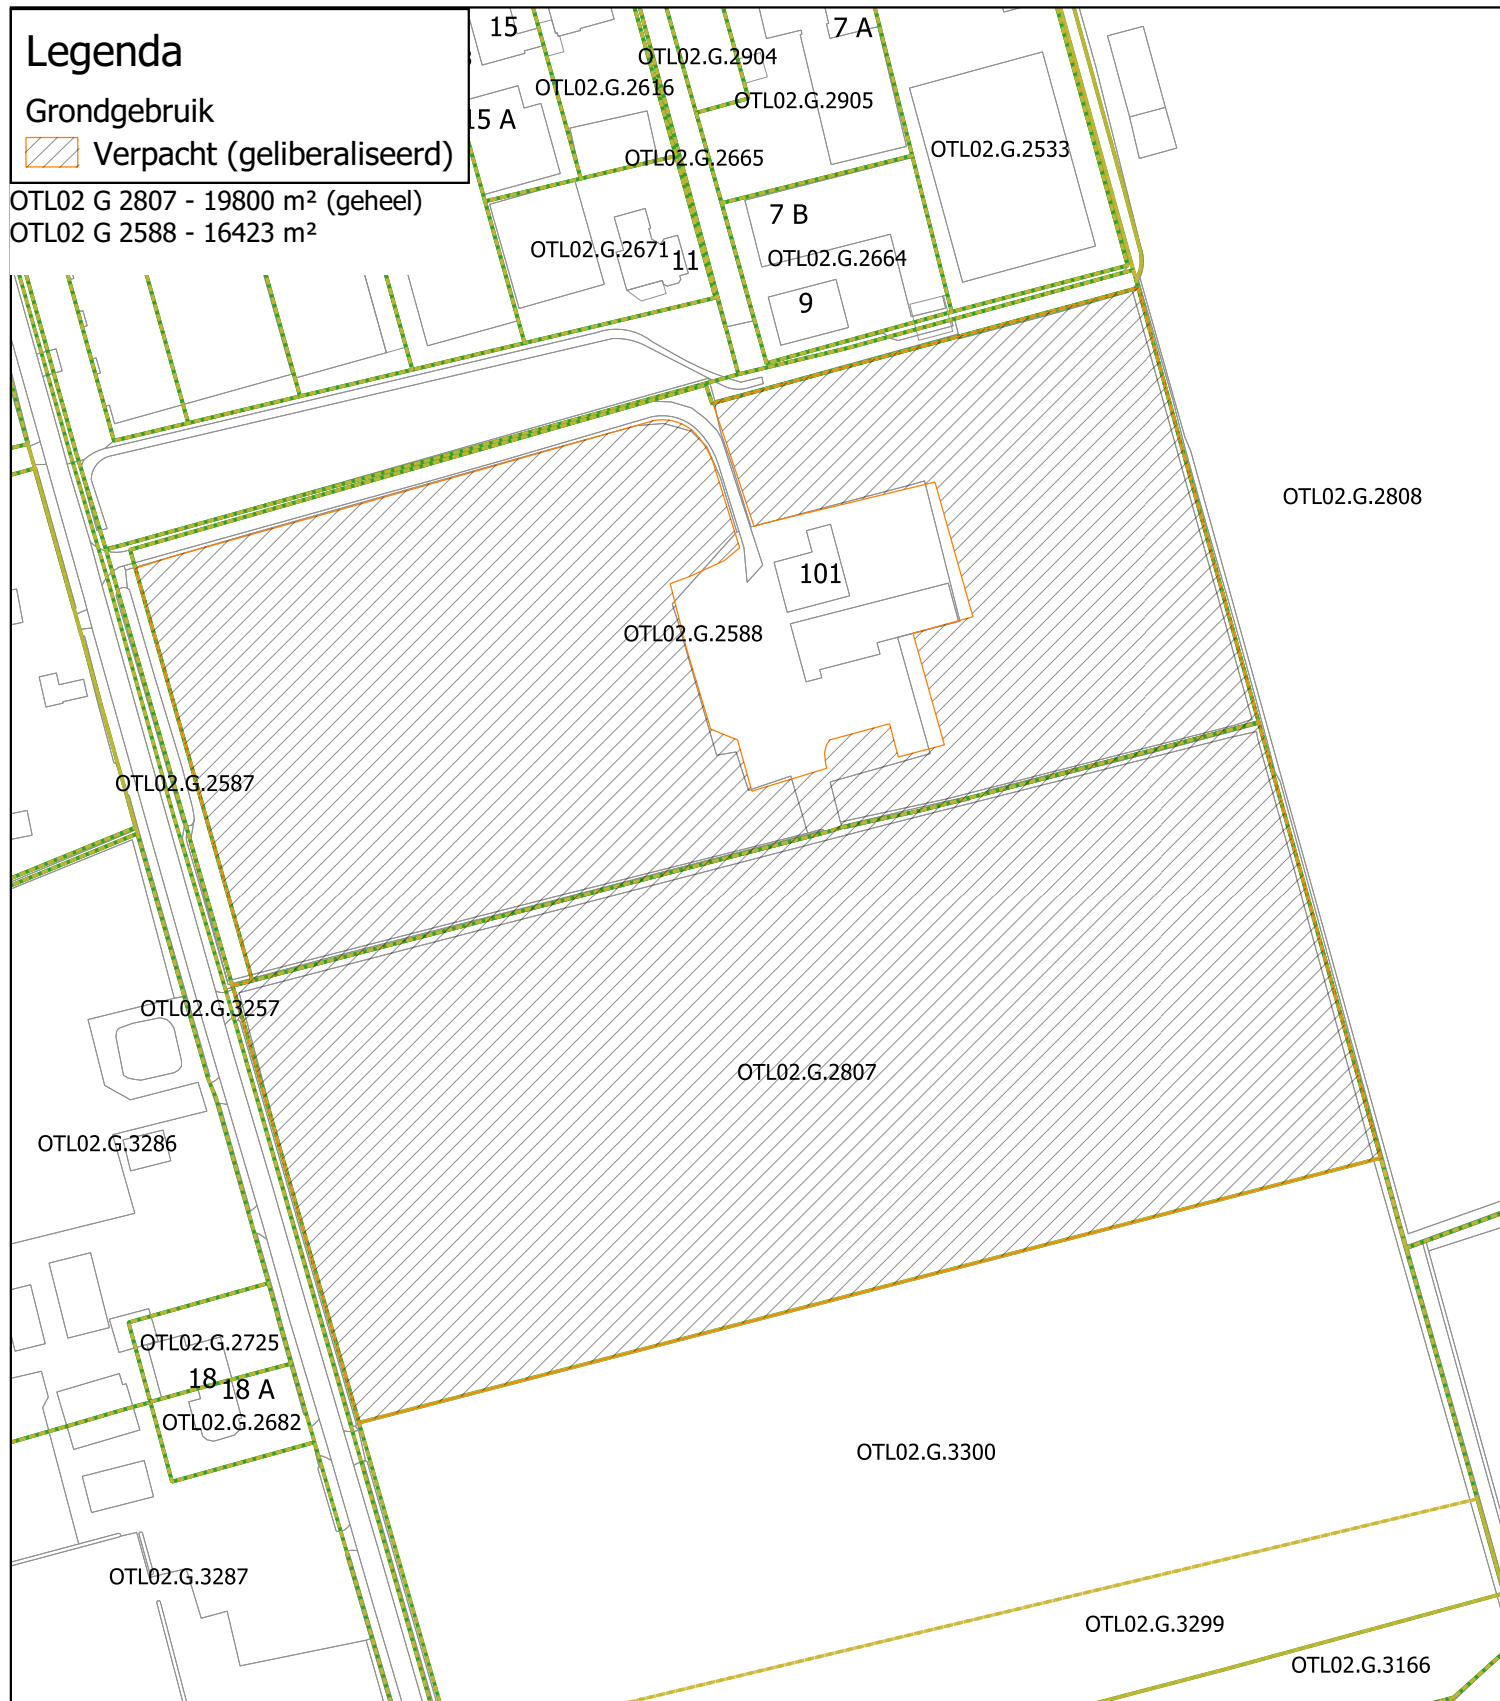 Legenda
Grondgebruik
Verpacht (geliberaliseerd)
OTL02 G 2807 - 19800 m² (geheel)
OTL02 G 2588 - 16423 m²
15
7 A
OTL02.G.2904
OTL02.G.2616
OTL02.G.2905
15 A
OTL02.G.2533
OTL02.G.2665
7 B
OTL02.G.2671
11
OTL02.G.2664
9
OTL02.G.2808
101
OTL02.G.2588
OTL02.G.2587
OTL02.G.3257
OTL02.G.2807
OTL02.G.3286
OTL02.G.2725
18
18 A
OTL02.G.2682
OTL02.G.3300
OTL02.G.3287
OTL02.G.3299
OTL02.G.3166